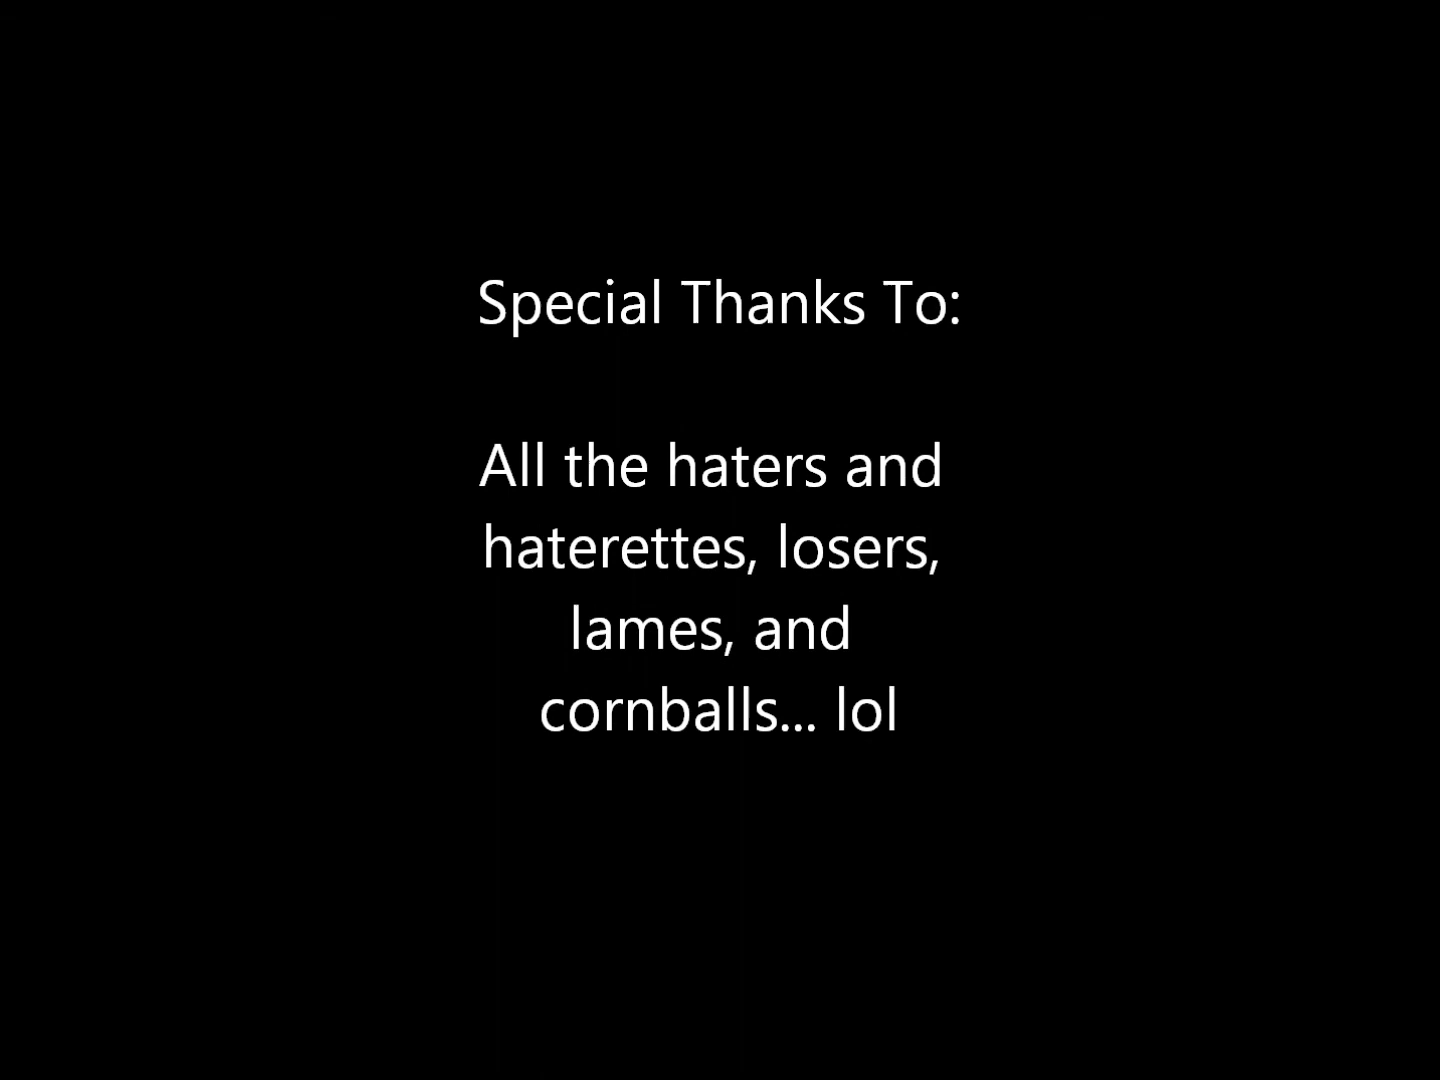 Special Thanks To:
All the haters and
haterettes, losers,
lames, and
cornballs... lol